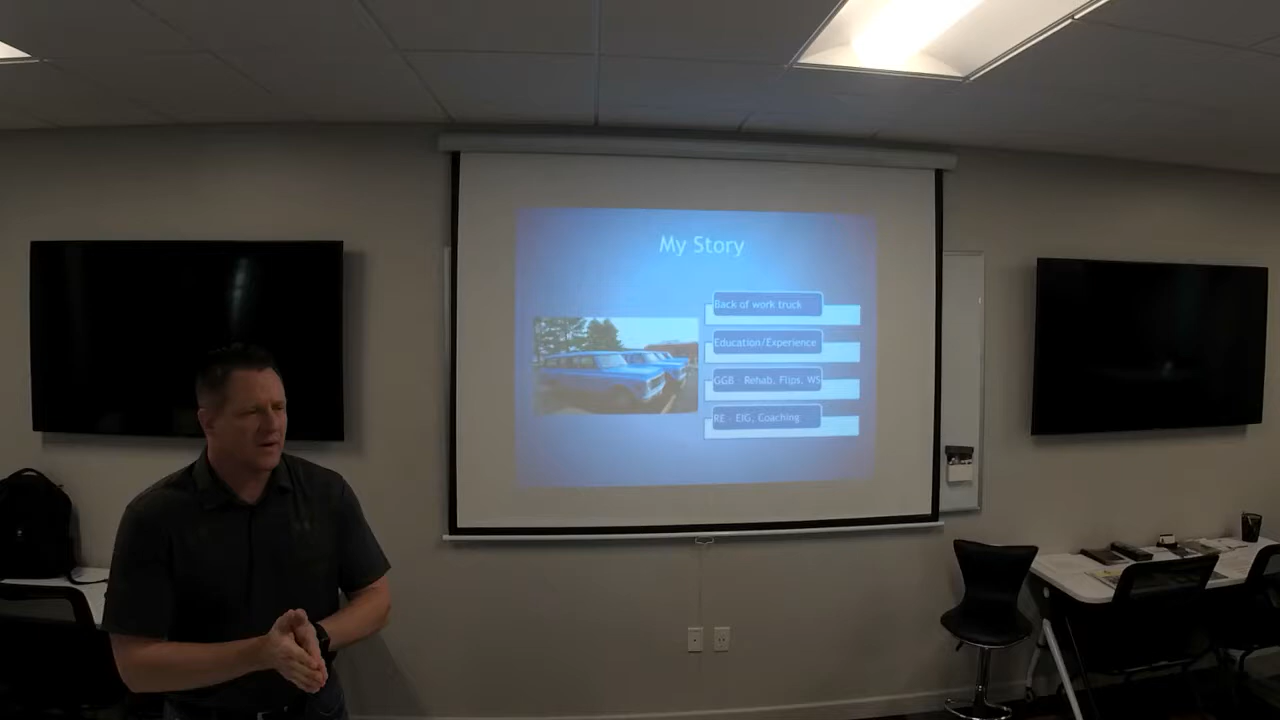 My Story
Back of work truck
Education/Experience
GGB - Rehab, Flips, WS
RE - EIG, Coaching